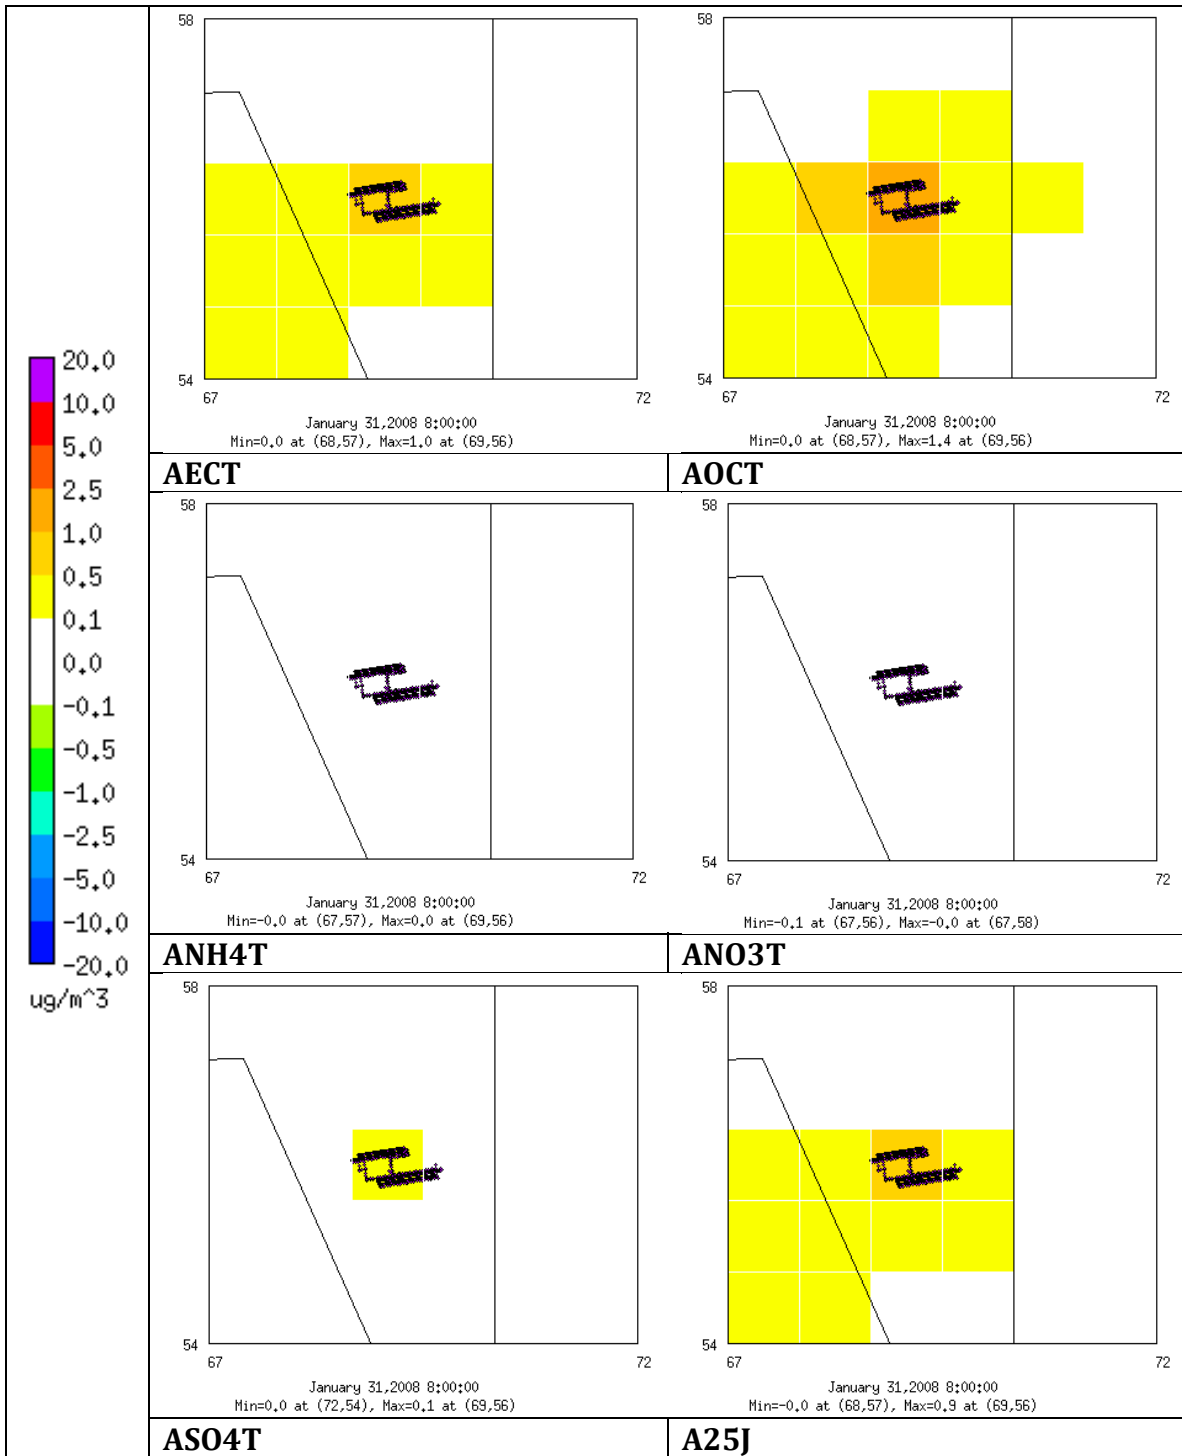 20.0
10.0
5.0
2.5
1.0
0.5
0.1
0.0
-0.1
-0.5
-1.0
-2.5
-5.0
-10.0
-20.0
ug/m^3
58
54
67
72
January 31,2008 8:00:00
Min=0.0 at (68,57), Max=1.0 at (69,56)
AECT
58
54
67
72
January 31,2008 8:00:00
Min=0.0 at (68,57), Max=1.4 at (69,56)
AOCT
58
54
67
72
January 31,2008 8:00:00
Min=-0.0 at (67,57), Max=0.0 at (69,56)
ANH4T
58
54
67
72
January 31,2008 8:00:00
Min=-0.1 at (67,56), Max=-0.0 at (67,58)
ANO3T
58
54
67
72
January 31,2008 8:00:00
Min=0.0 at (72,54), Max=0.1 at (69,56)
ASO4T
58
54
67
72
January 31,2008 8:00:00
Min=-0.0 at (68,57), Max=0.9 at (69,56)
A25J